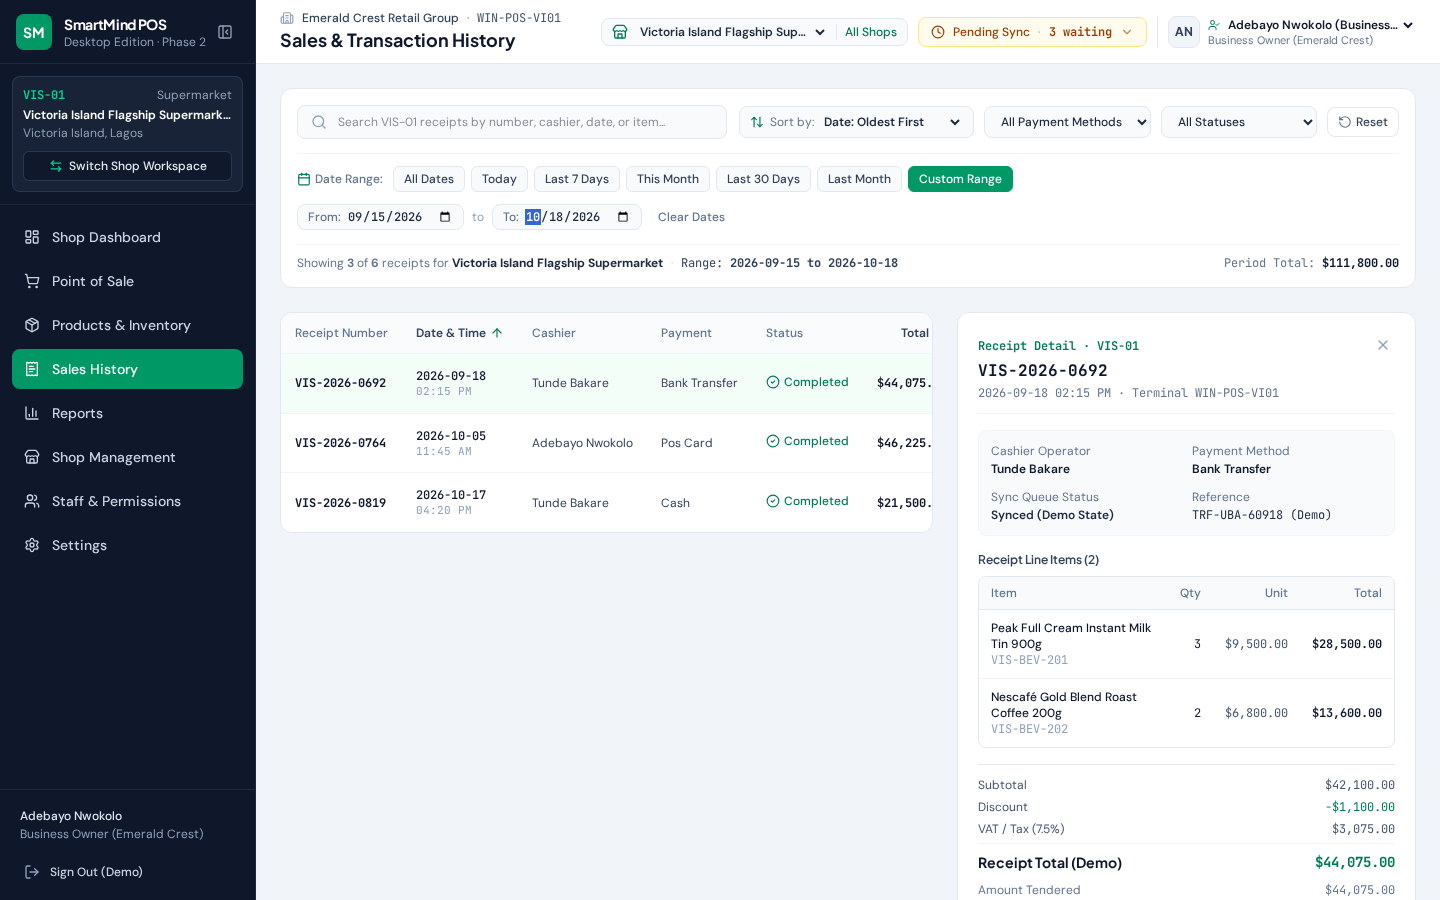 SM
SmartMind POS
Desktop Edition · Phase 2
VIS-01
Supermarket
Victoria Island Flagship Supermark...
Victoria Island, Lagos
Switch Shop Workspace
Shop Dashboard
Point of Sale
Products & Inventory
Sales History
Reports
Shop Management
Staff & Permissions
Settings
Adebayo Nwokolo
Business Owner (Emerald Crest)
Sign Out (Demo)
Emerald Crest Retail Group · WIN-POS-VI01
Sales & Transaction History
Victoria Island Flagship Sup... All Shops
Pending Sync · 3 waiting
AN
Adebayo Nwokolo (Business...
Business Owner (Emerald Crest)
Search VIS-01 receipts by number, cashier, date, or item...
Sort by: Date: Oldest First
All Payment Methods
All Statuses
Reset
Date Range: All Dates Today Last 7 Days This Month Last 30 Days Last Month Custom Range
From: 09/15/2026 to To: 10/18/2026 Clear Dates
Showing 3 of 6 receipts for Victoria Island Flagship Supermarket · Range: 2026-09-15 to 2026-10-18
Period Total: $111,800.00
Receipt Number Date & Time Cashier Payment Status Total
VIS-2026-0692 2026-09-18 02:15 PM Tunde Bakare Bank Transfer Completed $44,075.
VIS-2026-0764 2026-10-05 11:45 AM Adebayo Nwokolo Pos Card Completed $46,225.
VIS-2026-0819 2026-10-17 04:20 PM Tunde Bakare Cash Completed $21,500.
Receipt Detail · VIS-01
VIS-2026-0692
2026-09-18 02:15 PM · Terminal WIN-POS-VI01
Cashier Operator
Tunde Bakare
Payment Method
Bank Transfer
Sync Queue Status
Synced (Demo State)
Reference
TRF-UBA-60918 (Demo)
Receipt Line Items (2)
Item Qty Unit Total
Peak Full Cream Instant Milk
Tin 900g
VIS-BEV-201
3 $9,500.00 $28,500.00
Nescafé Gold Blend Roast
Coffee 200g
VIS-BEV-202
2 $6,800.00 $13,600.00
Subtotal $42,100.00
Discount -$1,100.00
VAT / Tax (7.5%) $3,075.00
Receipt Total (Demo) $44,075.00
Amount Tendered $44,075.00